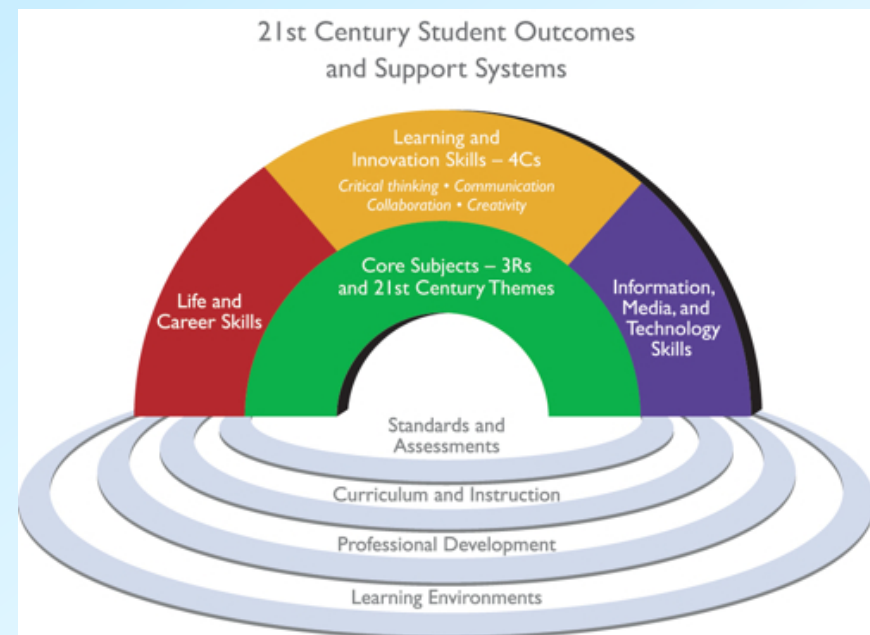 21st Century Student Outcomes
and Support Systems
Learning and
Innovation Skills – 4Cs
Critical thinking • Communication
Collaboration • Creativity
Core Subjects – 3Rs
and 21st Century Themes
Life and
Career Skills
Information,
Media, and
Technology
Skills
Standards and
Assessments
Curriculum and Instruction
Professional Development
Learning Environments